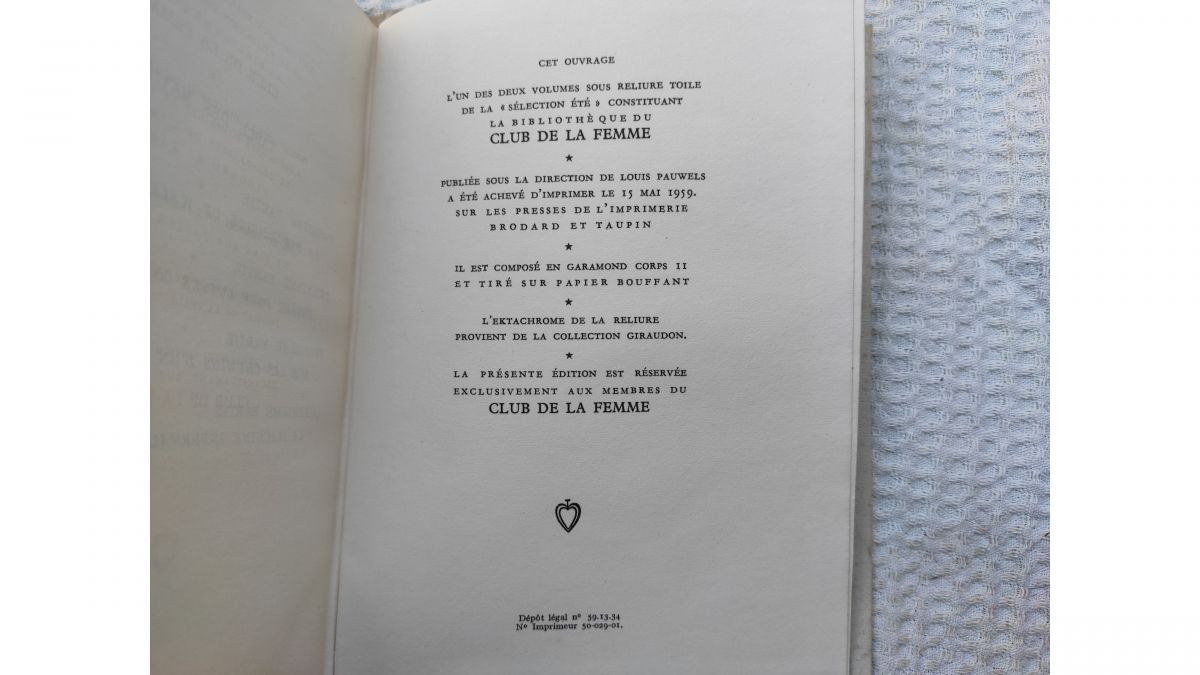 CET OUVRAGE
L'UN DES DEUX VOLUMES SOUS RELIURE TOILE
DE LA « SÉLECTION ÉTÉ » CONSTITUANT
LA BIBLIOTHÈQUE DU
CLUB DE LA FEMME
★
PUBLIÉE SOUS LA DIRECTION DE LOUIS PAUWELS
A ÉTÉ ACHEVÉ D'IMPRIMER LE 15 MAI 1959.
SUR LES PRESSES DE L'IMPRIMERIE
BRODARD ET TAUPIN
★
IL EST COMPOSÉ EN GARAMOND CORPS 11
ET TIRÉ SUR PAPIER BOUFFANT
★
L'EKTACHROME DE LA RELIURE
PROVIENT DE LA COLLECTION GIRAUDON.
★
LA PRÉSENTE ÉDITION EST RÉSERVÉE
EXCLUSIVEMENT AUX MEMBRES DU
CLUB DE LA FEMME
Dépôt légal nº 59.13.34
Nº Imprimeur 50-029-01.